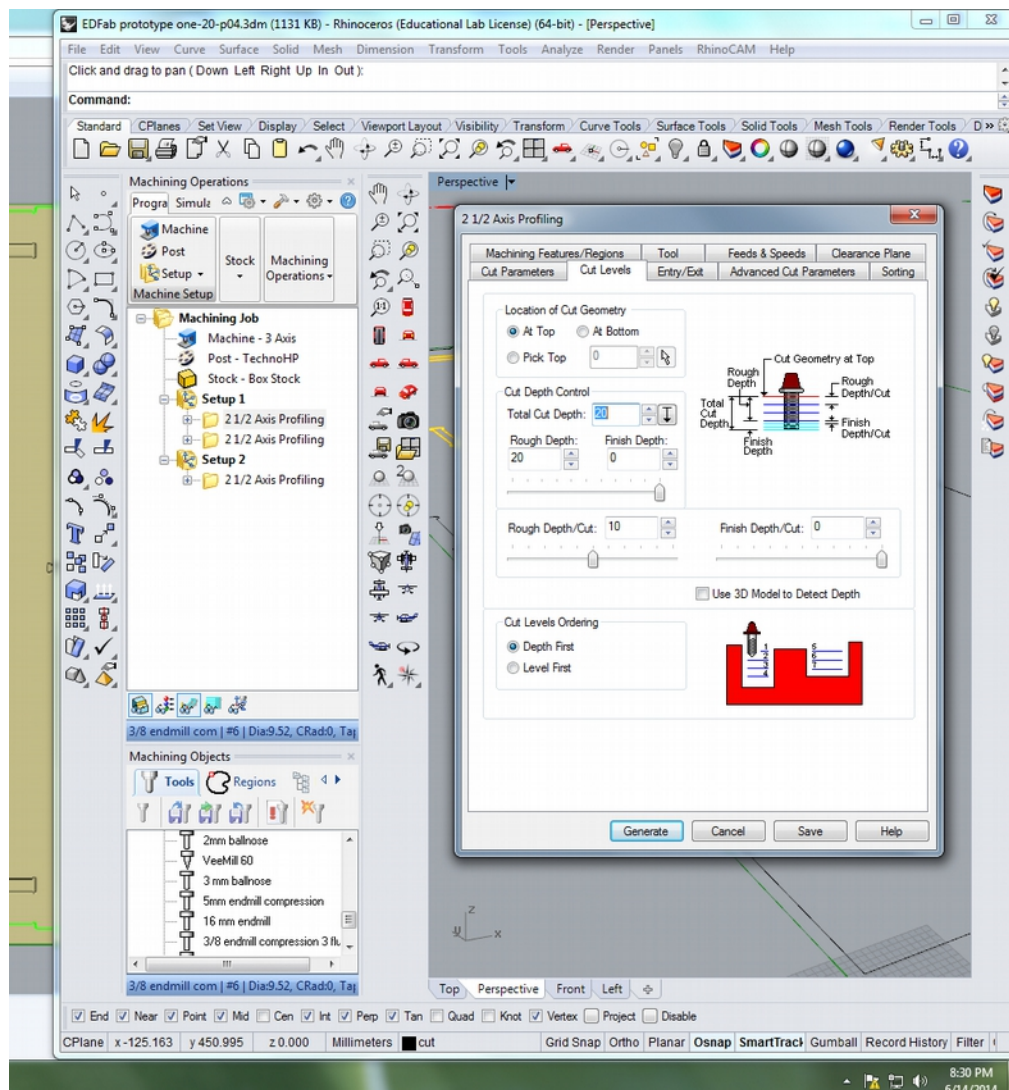 EDFab prototype one-20-p04.3dm (1131 KB) - Rhinoceros (Educational Lab License) (64-bit) - [Perspective]
File Edit View Curve Surface Solid Mesh Dimension Transform Tools Analyze Render Panels RhinoCAM Help
Click and drag to pan ( Down Left Right Up In Out ):
Command:
Standard CPlanes Set View Display Select Viewport Layout Visibility Transform Curve Tools Surface Tools Solid Tools Mesh Tools Render Tools D »
Machining Operations
Progra Simula
Machine
Post
Setup
Stock
Machining
Operations
Machine Setup
Machining Job
Machine - 3 Axis
Post - TechnoHP
Stock - Box Stock
Setup 1
2 1/2 Axis Profiling
2 1/2 Axis Profiling
Setup 2
2 1/2 Axis Profiling
3/8 endmill com | #6 | Dia:9.52, CRad:0, Tap
Machining Objects
Tools Regions
2mm ballnose
VeeMill 60
3 mm ballnose
5mm endmill compression
16 mm endmill
3/8 endmill compression 3 flu
3/8 endmill com | #6 | Dia:9.52, CRad:0, Tap
Perspective
2 1/2 Axis Profiling
Machining Features/Regions Tool Feeds & Speeds Clearance Plane
Cut Parameters Cut Levels Entry/Exit Advanced Cut Parameters Sorting
Location of Cut Geometry
At Top At Bottom
Pick Top 0
Cut Depth Control
Total Cut Depth: 20
Rough Depth: Finish Depth:
20 0
Cut Geometry at Top
Rough
Depth
Rough
Depth/Cut
Total
Cut
Depth
Finish
Depth/Cut
Finish
Depth
Rough Depth/Cut: 10 Finish Depth/Cut: 0
Use 3D Model to Detect Depth
Cut Levels Ordering
Depth First
Level First
Generate Cancel Save Help
z
y x
Top Perspective Front Left
End Near Point Mid Cen Int Perp Tan Quad Knot Vertex Project Disable
CPlane x -125.163 y 450.995 z 0.000 Millimeters cut Grid Snap Ortho Planar Osnap SmartTrack Gumball Record History Filter
8:30 PM
6/14/2014